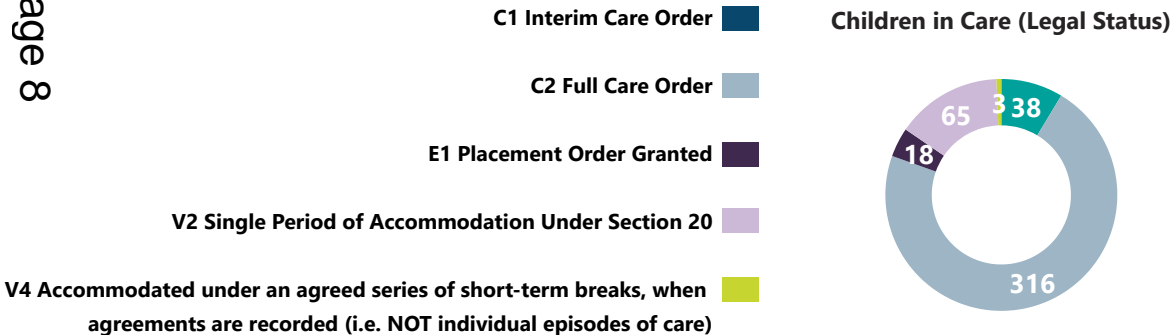 age 8
C1 Interim Care Order
C2 Full Care Order
E1 Placement Order Granted
V2 Single Period of Accommodation Under Section 20
V4 Accommodated under an agreed series of short-term breaks, when
agreements are recorded (i.e. NOT individual episodes of care)
Children in Care (Legal Status)
3
38
65
18
316